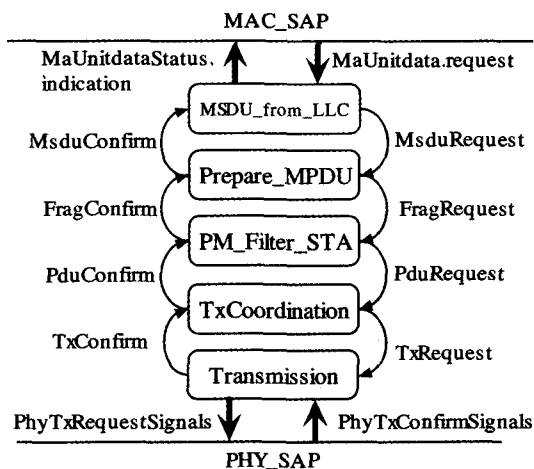 MAC_SAP
MaUnitdataStatus.
indication
MaUnitdata.request
MSDU_from_LLC
MsduConfirm
MsduRequest
Prepare_MPDU
FragConfirm
FragRequest
PM_Filter_STA
PduConfirm
PduRequest
TxCoordination
TxConfirm
TxRequest
Transmission
PhyTxRequestSignals
PhyTxConfirmSignals
PHY_SAP